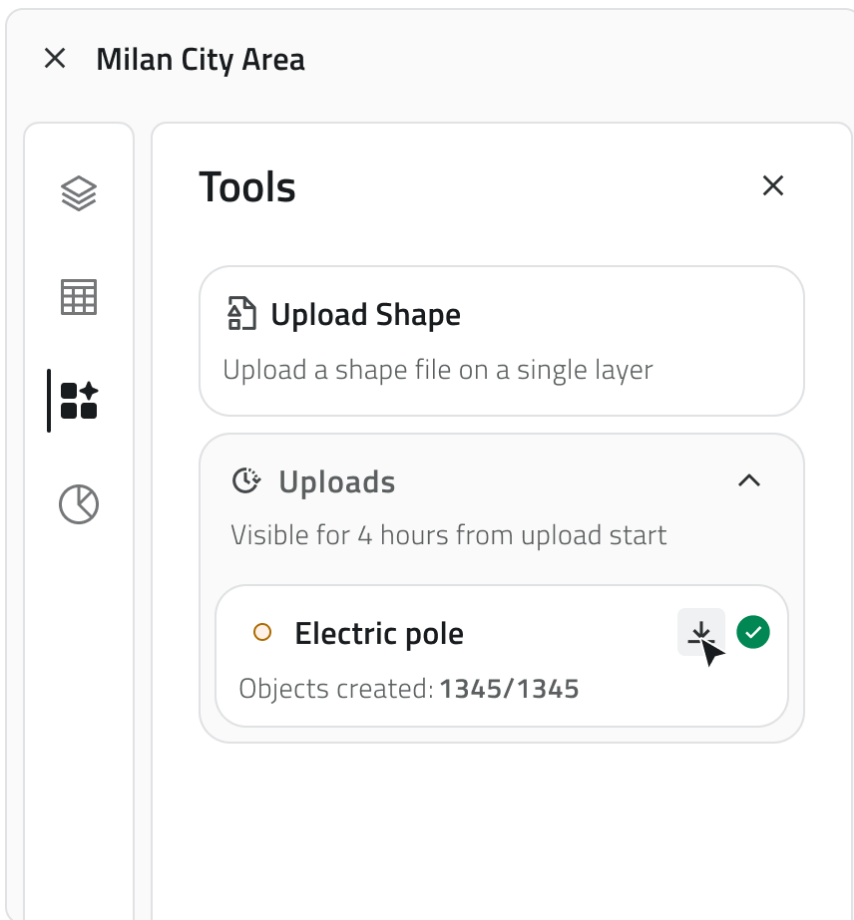 Milan City Area
Tools
Upload Shape
Upload a shape file on a single layer
Uploads
Visible for 4 hours from upload start
Electric pole
Objects created: 1345/1345